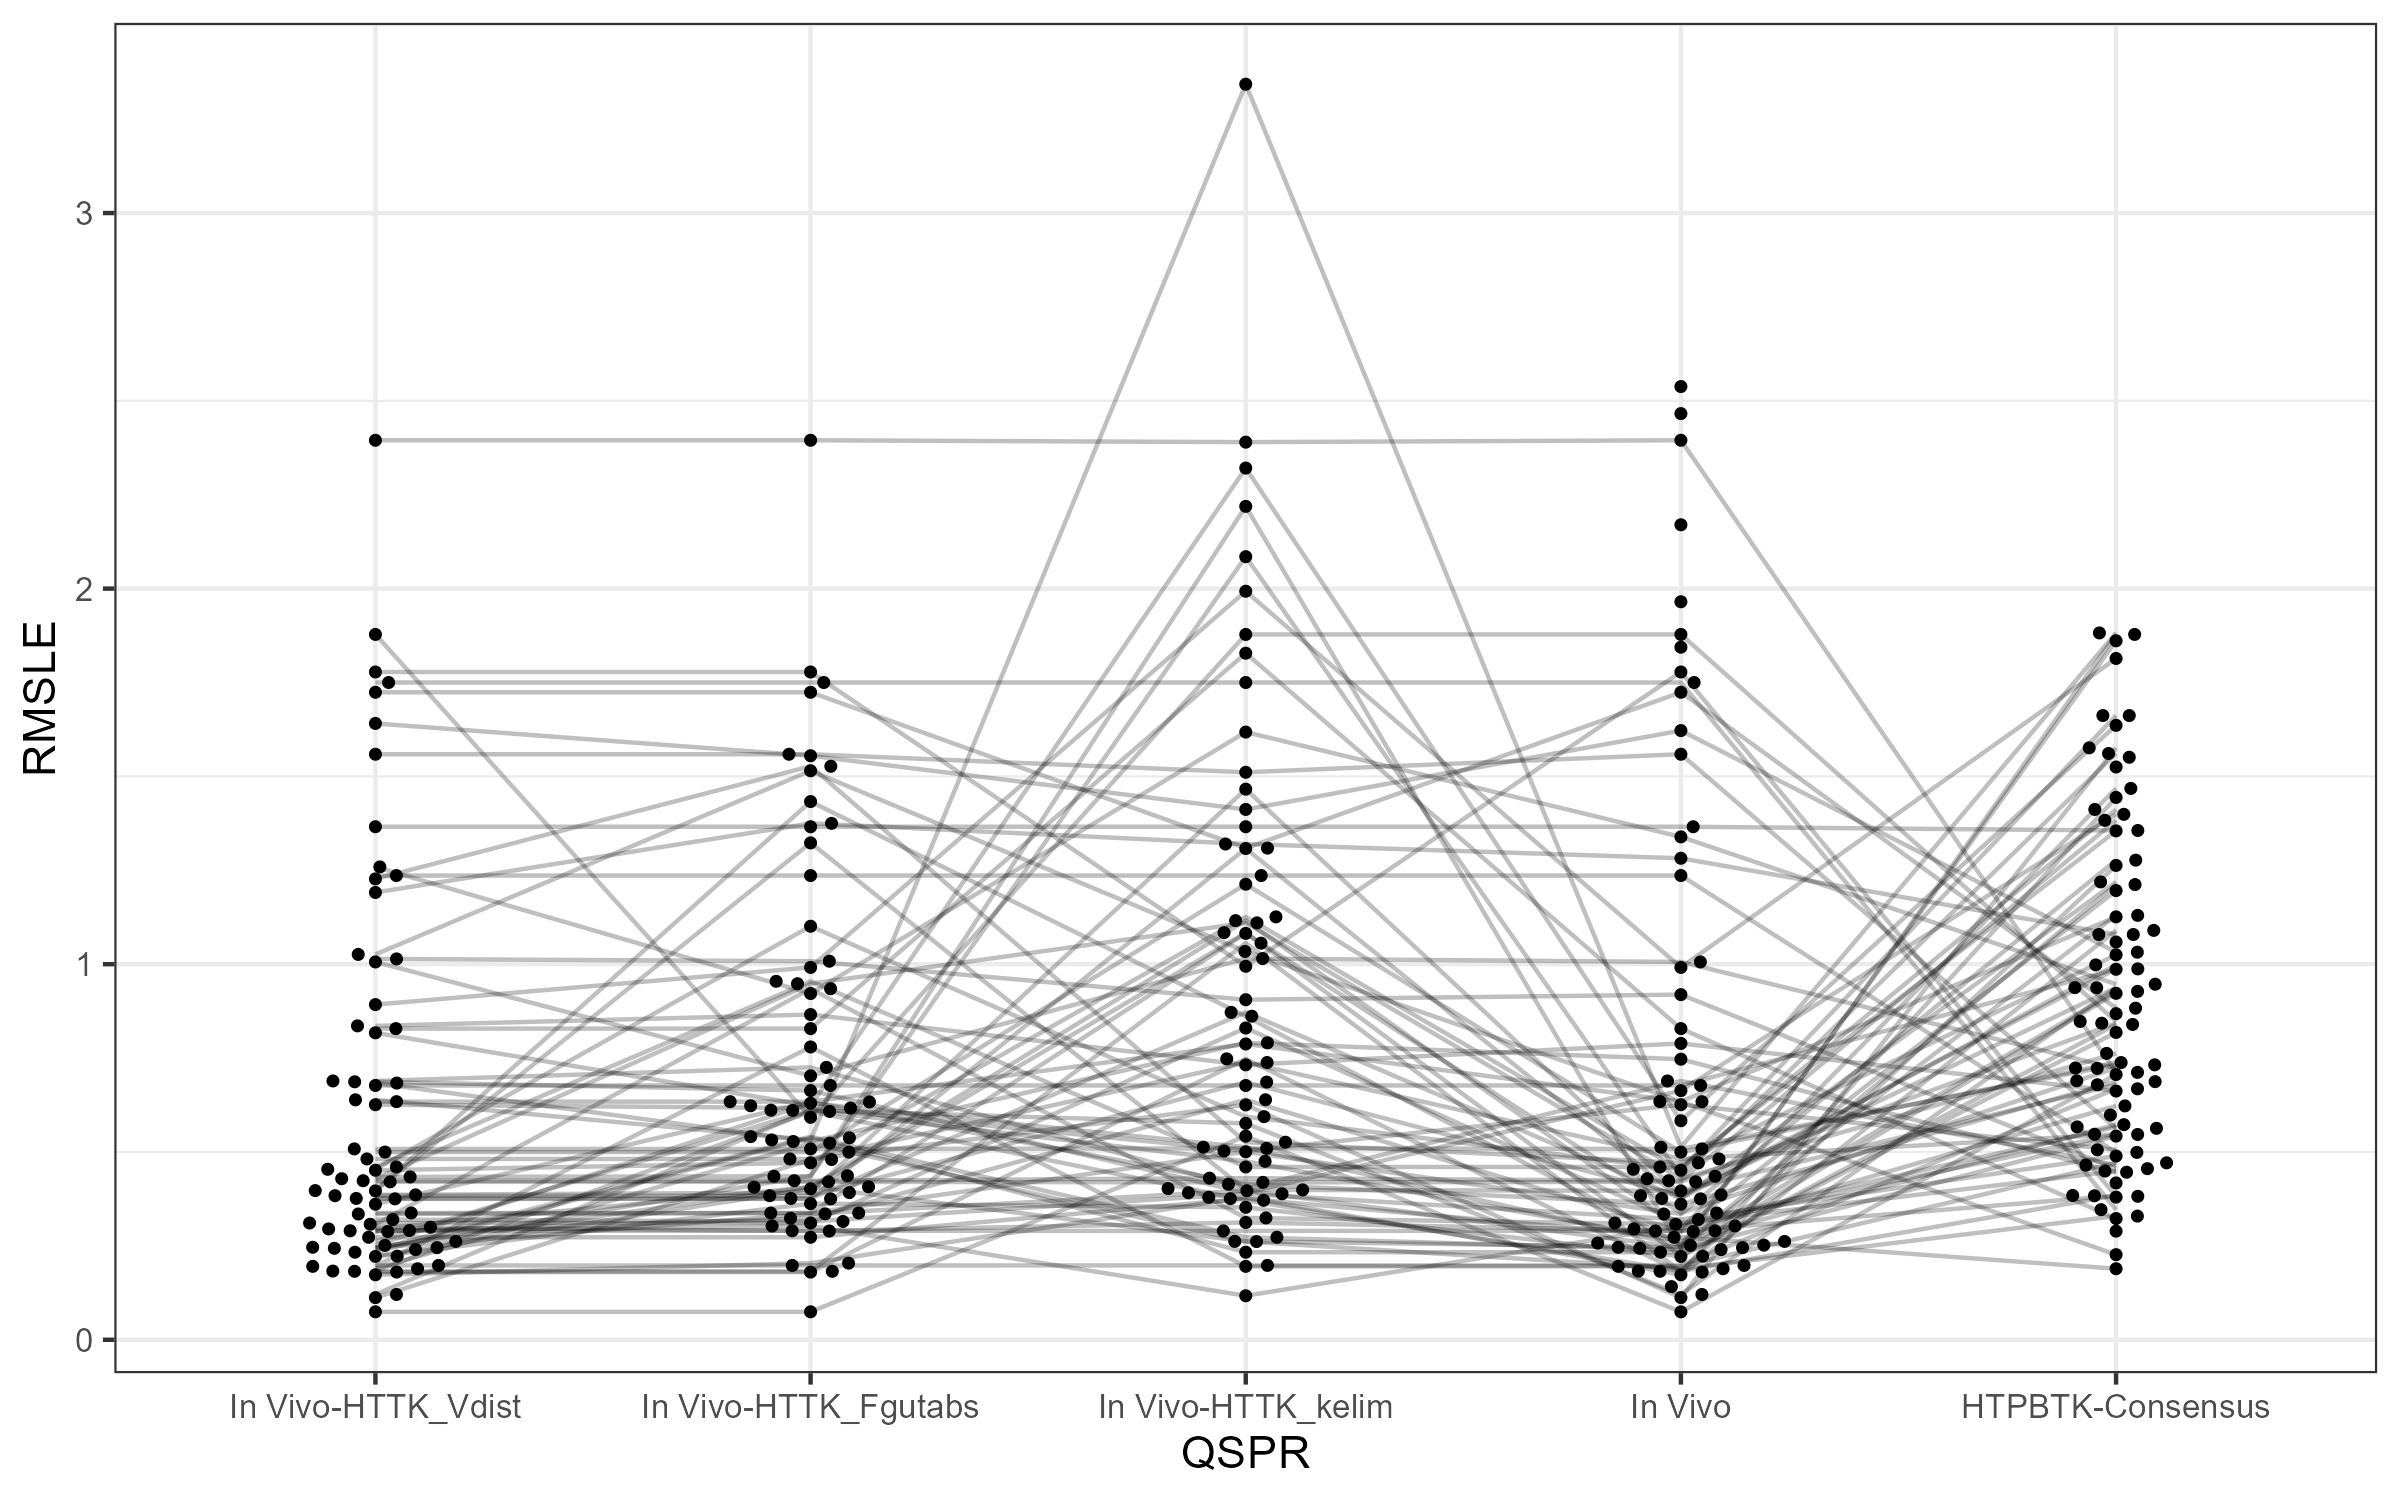 RMSLE
3
2
1
0
In Vivo-HTTK_Vdist
In Vivo-HTTK_Fgutabs
In Vivo-HTTK_kelim
In Vivo
HTPBTK-Consensus
QSPR